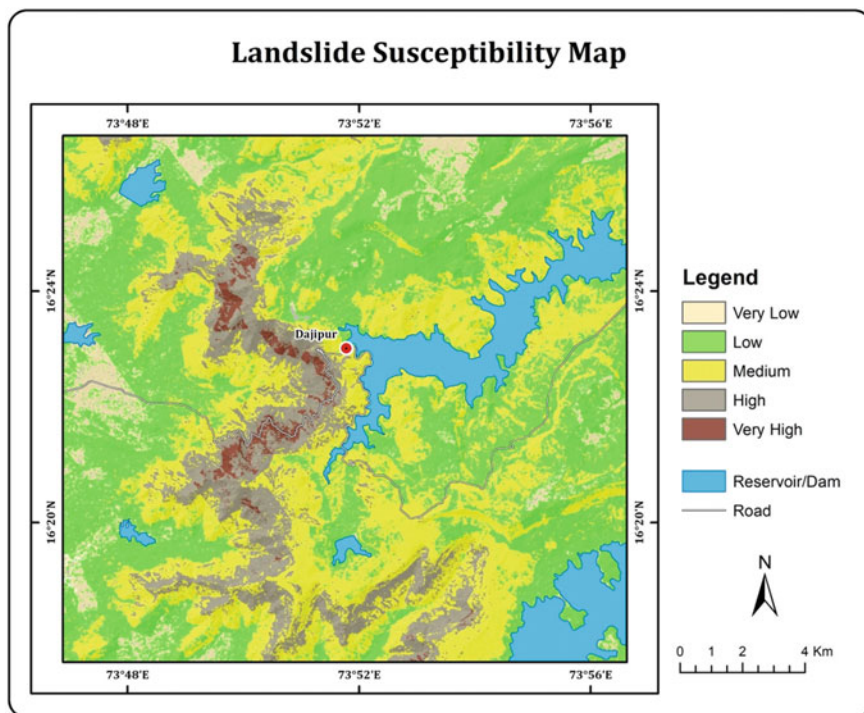 Landslide Susceptibility Map
73°48'E 73°52'E 73°56'E
16°24'N 16°24'N
Dajipur
16°20'N 16°20'N
73°48'E 73°52'E 73°56'E
Legend
Very Low
Low
Medium
High
Very High
Reservoir/Dam
Road
N
0 1 2 4 Km